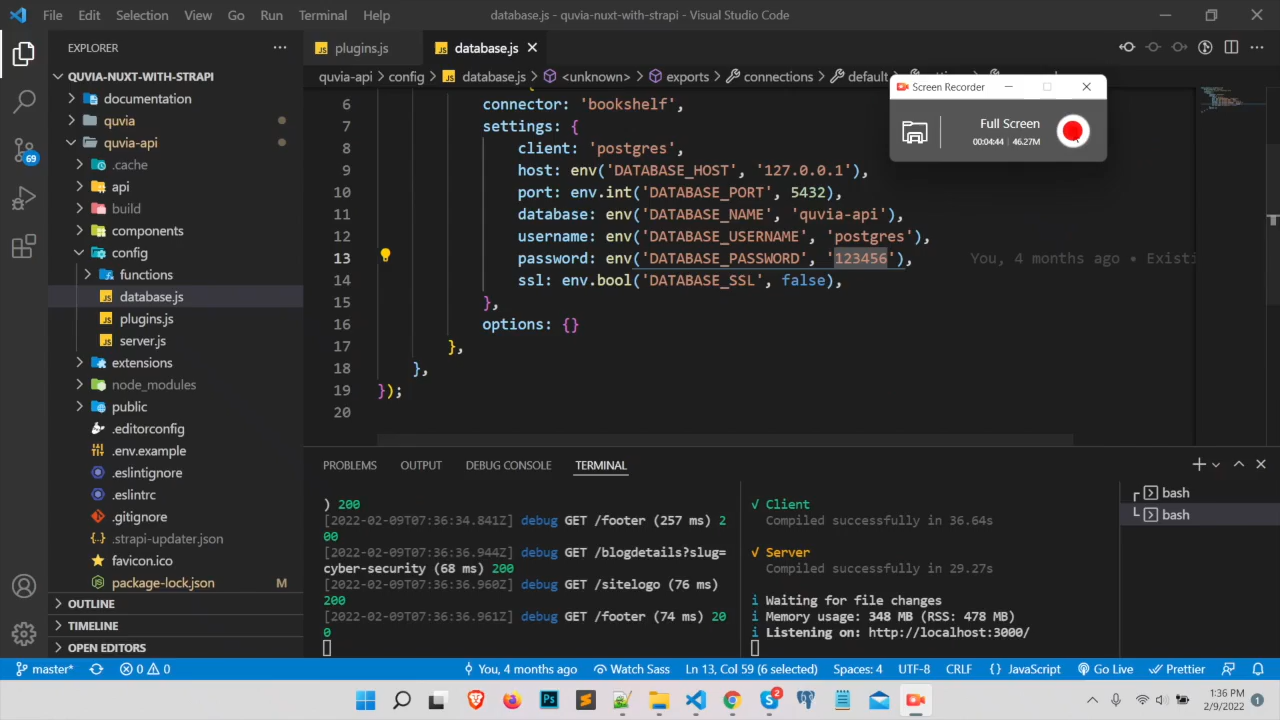 File Edit Selection View Go Run Terminal Help
database.js - quvia-nuxt-with-strapi - Visual Studio Code
EXPLORER
QUVIA-NUXT-WITH-STRAPI
documentation
quvia
quvia-api
.cache
api
build
components
config
functions
database.js
plugins.js
server.js
extensions
node_modules
public
.editorconfig
.env.example
.eslintignore
.eslintrc
.gitignore
.strapi-updater.json
favicon.ico
package-lock.json M
OUTLINE
TIMELINE
OPEN EDITORS
69
plugins.js
database.js
quvia-api > config > database.js > <unknown> > exports > connections > default
6 connector: 'bookshelf',
7 settings: {
8 client: 'postgres',
9 host: env('DATABASE_HOST', '127.0.0.1'),
10 port: env.int('DATABASE_PORT', 5432),
11 database: env('DATABASE_NAME', 'quvia-api'),
12 username: env('DATABASE_USERNAME', 'postgres'),
13 password: env('DATABASE_PASSWORD', '123456'), You, 4 months ago • Existi
14 ssl: env.bool('DATABASE_SSL', false),
15 },
16 options: {}
17 },
18 },
19 });
20
Screen Recorder
Full Screen
00:04:44 | 46.27M
PROBLEMS OUTPUT DEBUG CONSOLE TERMINAL
) 200
[2022-02-09T07:36:34.841Z] debug GET /footer (257 ms) 2
00
[2022-02-09T07:36:36.944Z] debug GET /blogdetails?slug=
cyber-security (68 ms) 200
[2022-02-09T07:36:36.960Z] debug GET /sitelogo (76 ms)
200
[2022-02-09T07:36:36.961Z] debug GET /footer (74 ms) 20
0
√ Client
Compiled successfully in 36.64s
√ Server
Compiled successfully in 29.27s
i Waiting for file changes
i Memory usage: 348 MB (RSS: 478 MB)
i Listening on: http://localhost:3000/
bash
bash
master* 0 0 You, 4 months ago Watch Sass Ln 13, Col 59 (6 selected) Spaces: 4 UTF-8 CRLF {} JavaScript Go Live Prettier
Ps
2
1:36 PM
2/9/2022
1